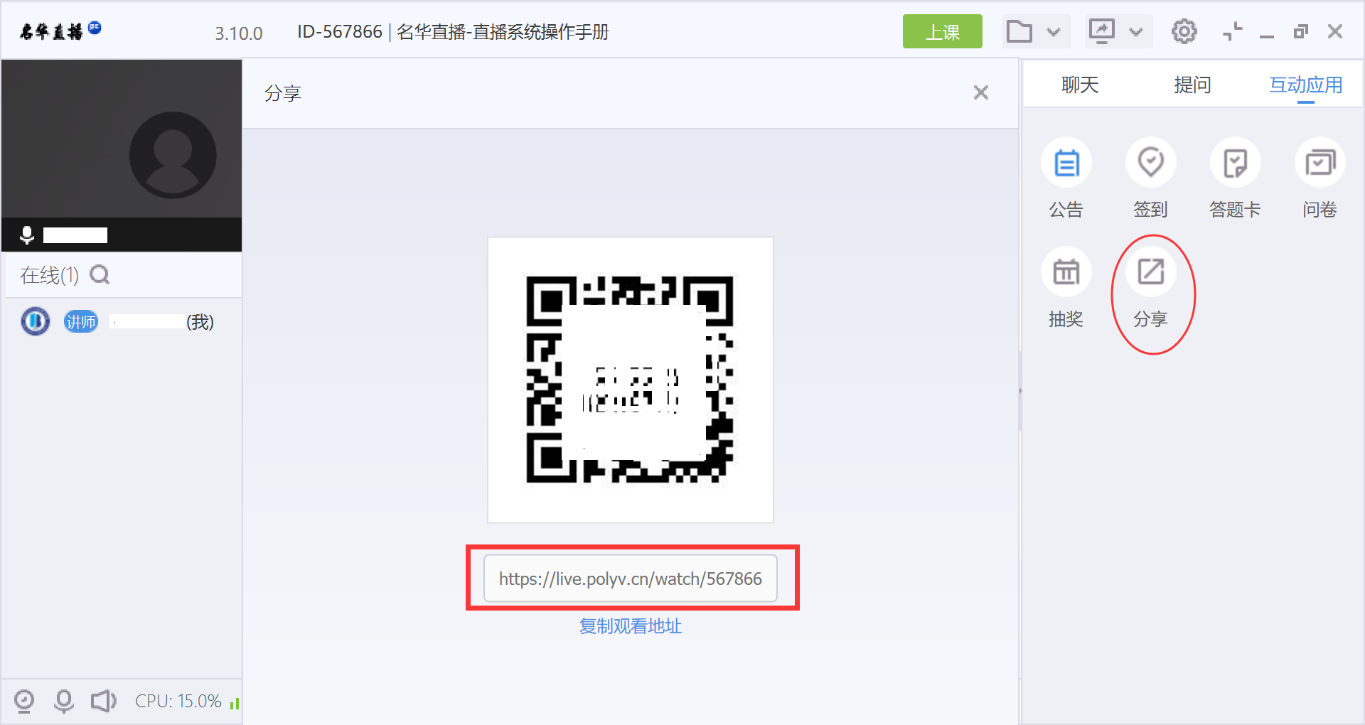 名华直播 pc
3.10.0
ID-567866 | 名华直播-直播系统操作手册
上课
分享
聊天
提问
互动应用
公告
签到
答题卡
问卷
抽奖
分享
在线(1)
讲师
(我)
https://live.polyv.cn/watch/567866
复制观看地址
CPU: 15.0%